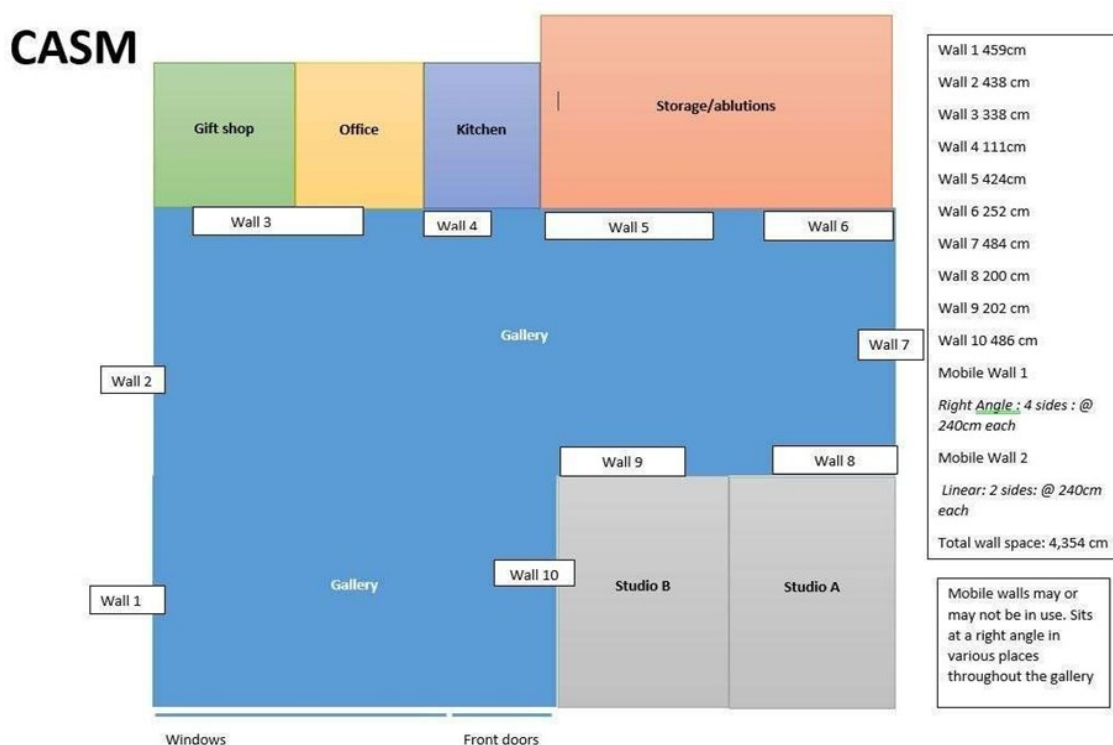 CASM
Gift shop
Office
Kitchen
Storage/ablutions
Wall 3
Wall 4
Wall 5
Wall 6
Gallery
Wall 7
Wall 2
Wall 9
Wall 8
Wall 10
Gallery
Wall 1
Studio B
Studio A
Windows
Front doors
Wall 1 459cm
Wall 2 438 cm
Wall 3 338 cm
Wall 4 111cm
Wall 5 424cm
Wall 6 252 cm
Wall 7 484 cm
Wall 8 200 cm
Wall 9 202 cm
Wall 10 486 cm
Mobile Wall 1
Right Angle : 4 sides : @
240cm each
Mobile Wall 2
Linear: 2 sides: @ 240cm
each
Total wall space: 4,354 cm
Mobile walls may or
may not be in use. Sits
at a right angle in
various places
throughout the gallery